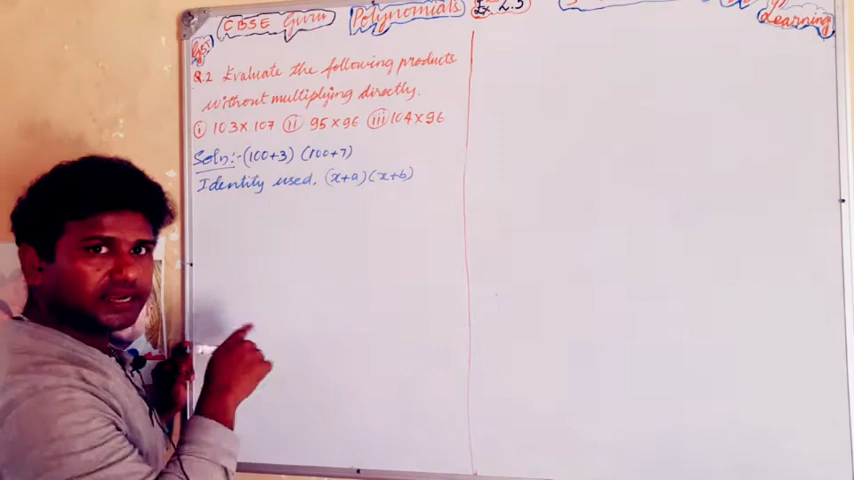 CBSE Guru Polynomials Ex 2.5
Learning
Q.2 Evaluate the following products
without multiplying directly.
(i) 103×107 (ii) 95×96 (iii) 104×96
Soln:- (100+3) (100+7)
Identity used, (x+a)(x+b)